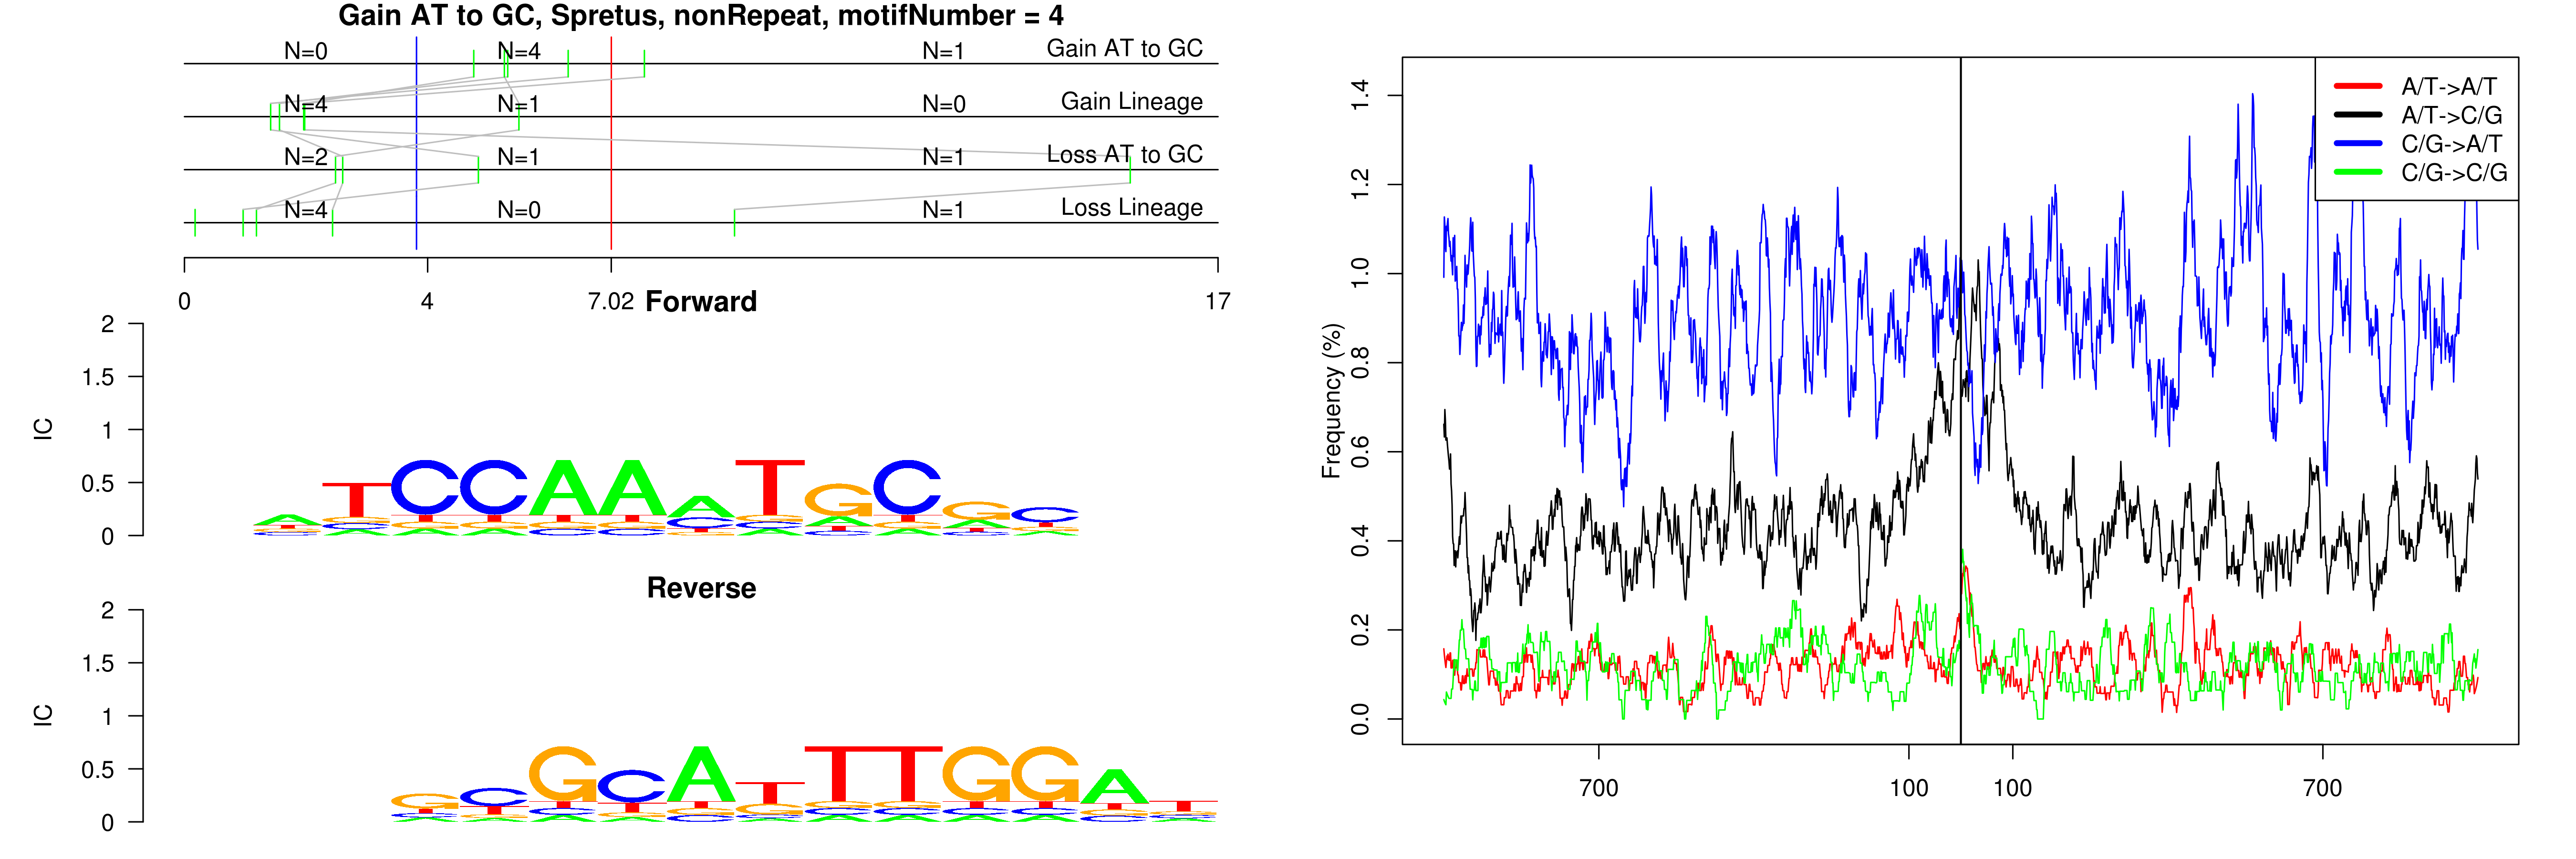 Gain AT to GC, Spretus, nonRepeat, motifNumber = 4
N=0 N=4 N=1 Gain AT to GC
N=4 N=1 N=0 Gain Lineage
N=2 N=1 N=1 Loss AT to GC
N=4 N=0 N=1 Loss Lineage
0 4 7.02 17
Forward
2
1.5
1
0.5
0
IC
ATCCAAATGCGC
Reverse
2
1.5
1
0.5
0
IC
GCGCATTTGGAT
A/T->A/T
A/T->C/G
C/G->A/T
C/G->C/G
Frequency (%)
1.4
1.2
1.0
0.8
0.6
0.4
0.2
0.0
700 100 100 700